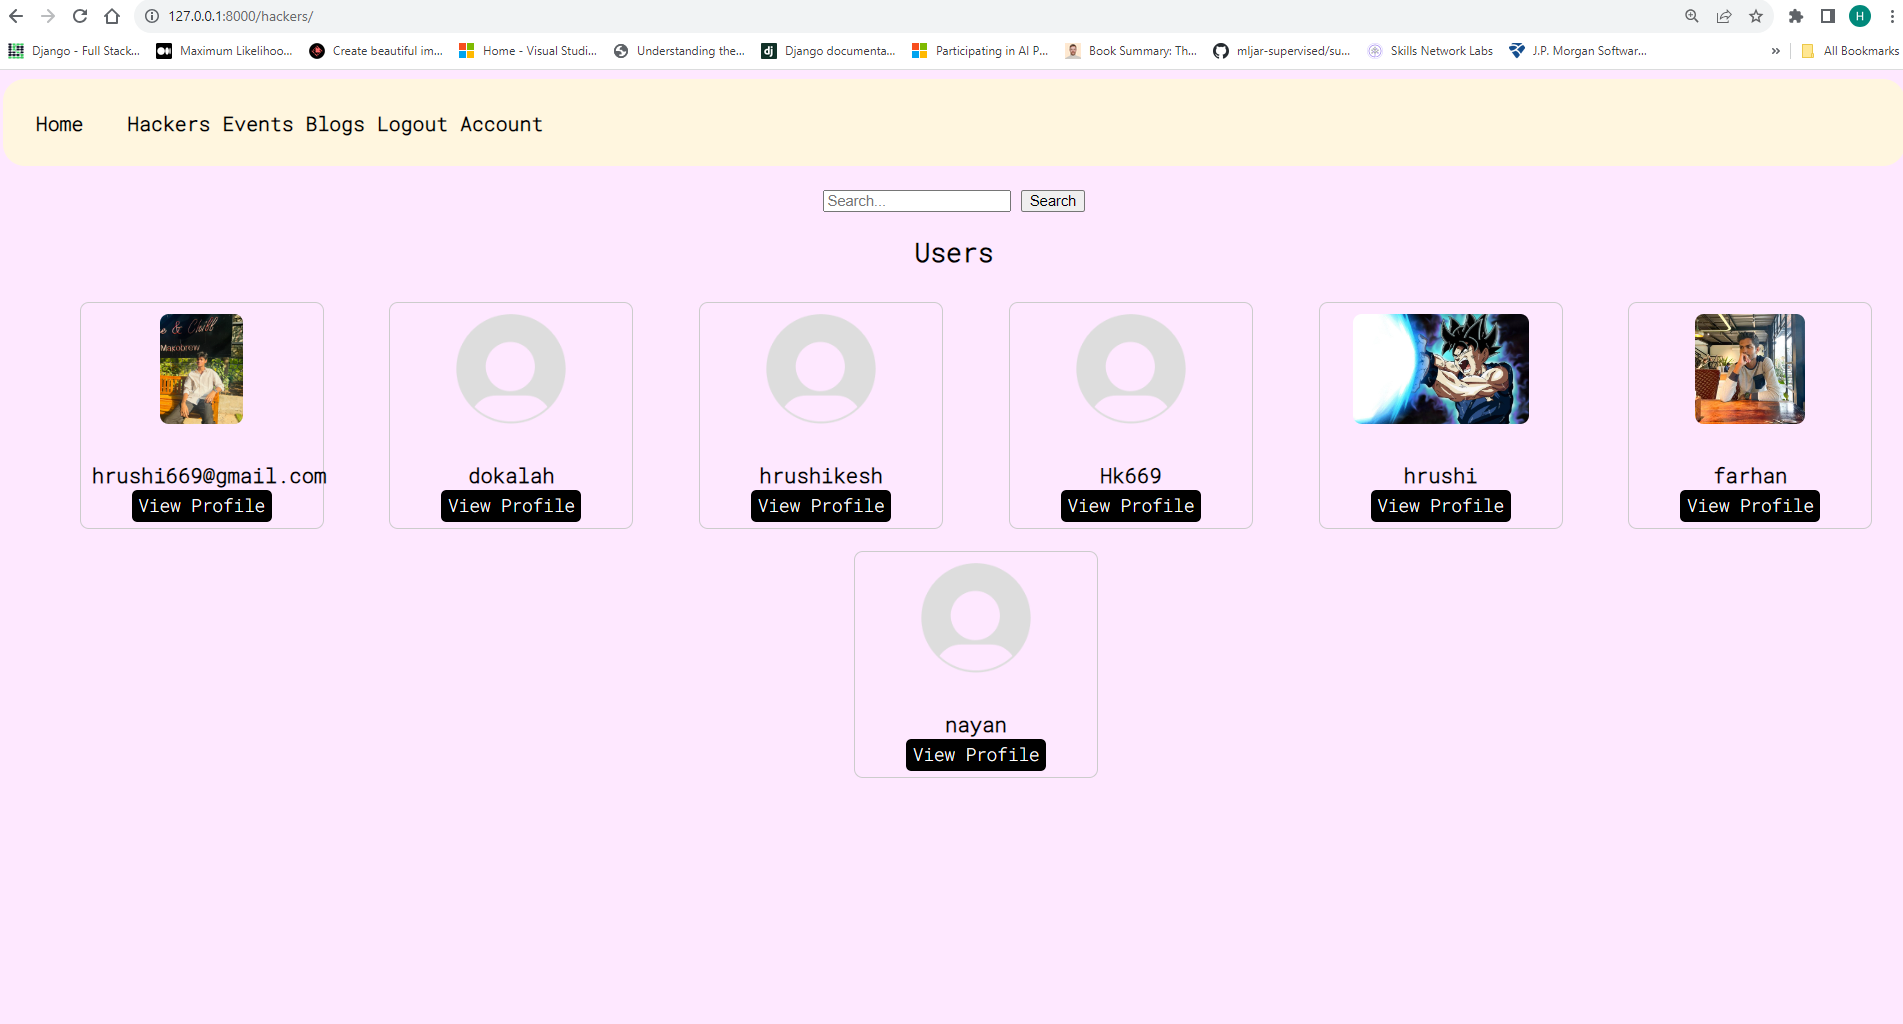 127.0.0.1:8000/hackers/
H
Django - Full Stack...
Maximum Likelihoo...
Create beautiful im...
Home - Visual Studi...
Understanding the...
dj
Django documenta...
Participating in AI P...
Book Summary: Th...
mljar-supervised/su...
Skills Network Labs
J.P. Morgan Softwar...
»
All Bookmarks
Home Hackers Events Blogs Logout Account
Search...
Search
Users
e & Cha
Makobrew
hrushi669@gmail.com
View Profile
dokalah
View Profile
hrushikesh
View Profile
Hk669
View Profile
hrushi
View Profile
farhan
View Profile
nayan
View Profile